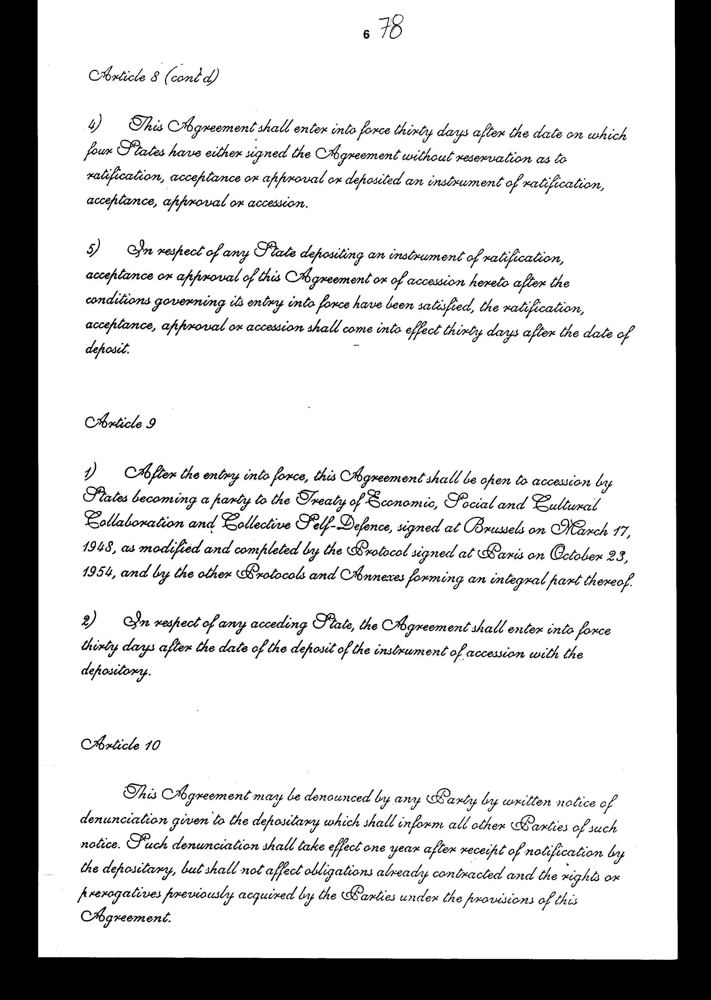 6 78
Article 8 (cont'd)
4) This Agreement shall enter into force thirty days after the date on which
four States have either signed the Agreement without reservation as to
ratification, acceptance or approval or deposited an instrument of ratification,
acceptance, approval or accession.
5) In respect of any State depositing an instrument of ratification,
acceptance or approval of this Agreement or of accession hereto after the
conditions governing its entry into force have been satisfied, the ratification,
acceptance, approval or accession shall come into effect thirty days after the date of
deposit.
Article 9
1) After the entry into force, this Agreement shall be open to accession by
States becoming a party to the Treaty of Economic, Social and Cultural
Collaboration and Collective Self-Defence, signed at Brussels on March 17,
1948, as modified and completed by the Protocol signed at Paris on October 23,
1954, and by the other Protocols and Annexes forming an integral part thereof.
2) In respect of any acceding State, the Agreement shall enter into force
thirty days after the date of the deposit of the instrument of accession with the
depository.
Article 10
This Agreement may be denounced by any Party by written notice of
denunciation given to the depositary which shall inform all other Parties of such
notice. Such denunciation shall take effect one year after receipt of notification by
the depositary, but shall not affect obligations already contracted and the rights or
prerogatives previously acquired by the Parties under the provisions of this
Agreement.